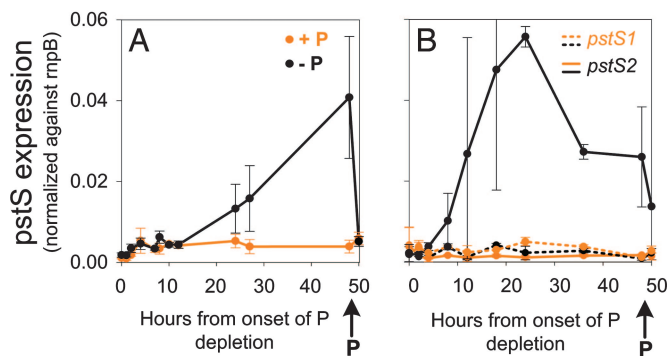 A
+ P
- P
B
pstS1
pstS2
pstS expression
(normalized against rnpB)
0.06
0.04
0.02
0.00
0 10 20 30 40 50
0 10 20 30 40 50
Hours from onset of P
depletion
P
Hours from onset of P
depletion
P